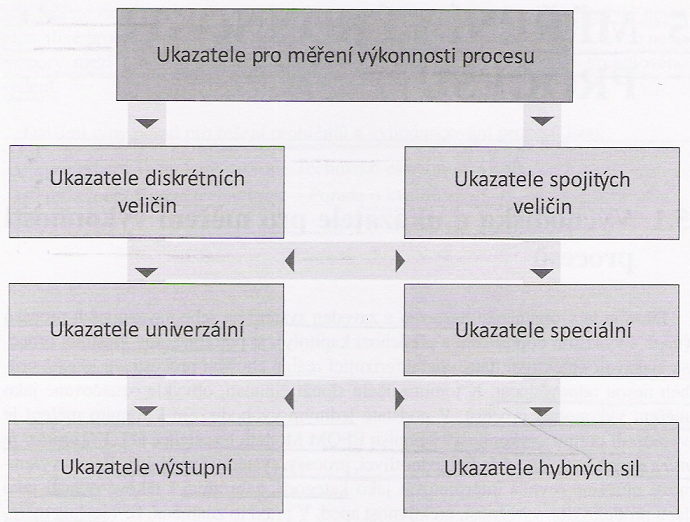 Ukazatele pro měření výkonnosti procesu
Ukazatele diskrétních
veličin
Ukazatele spojitých
veličin
Ukazatele univerzální
Ukazatele speciální
Ukazatele výstupní
Ukazatele hybných sil